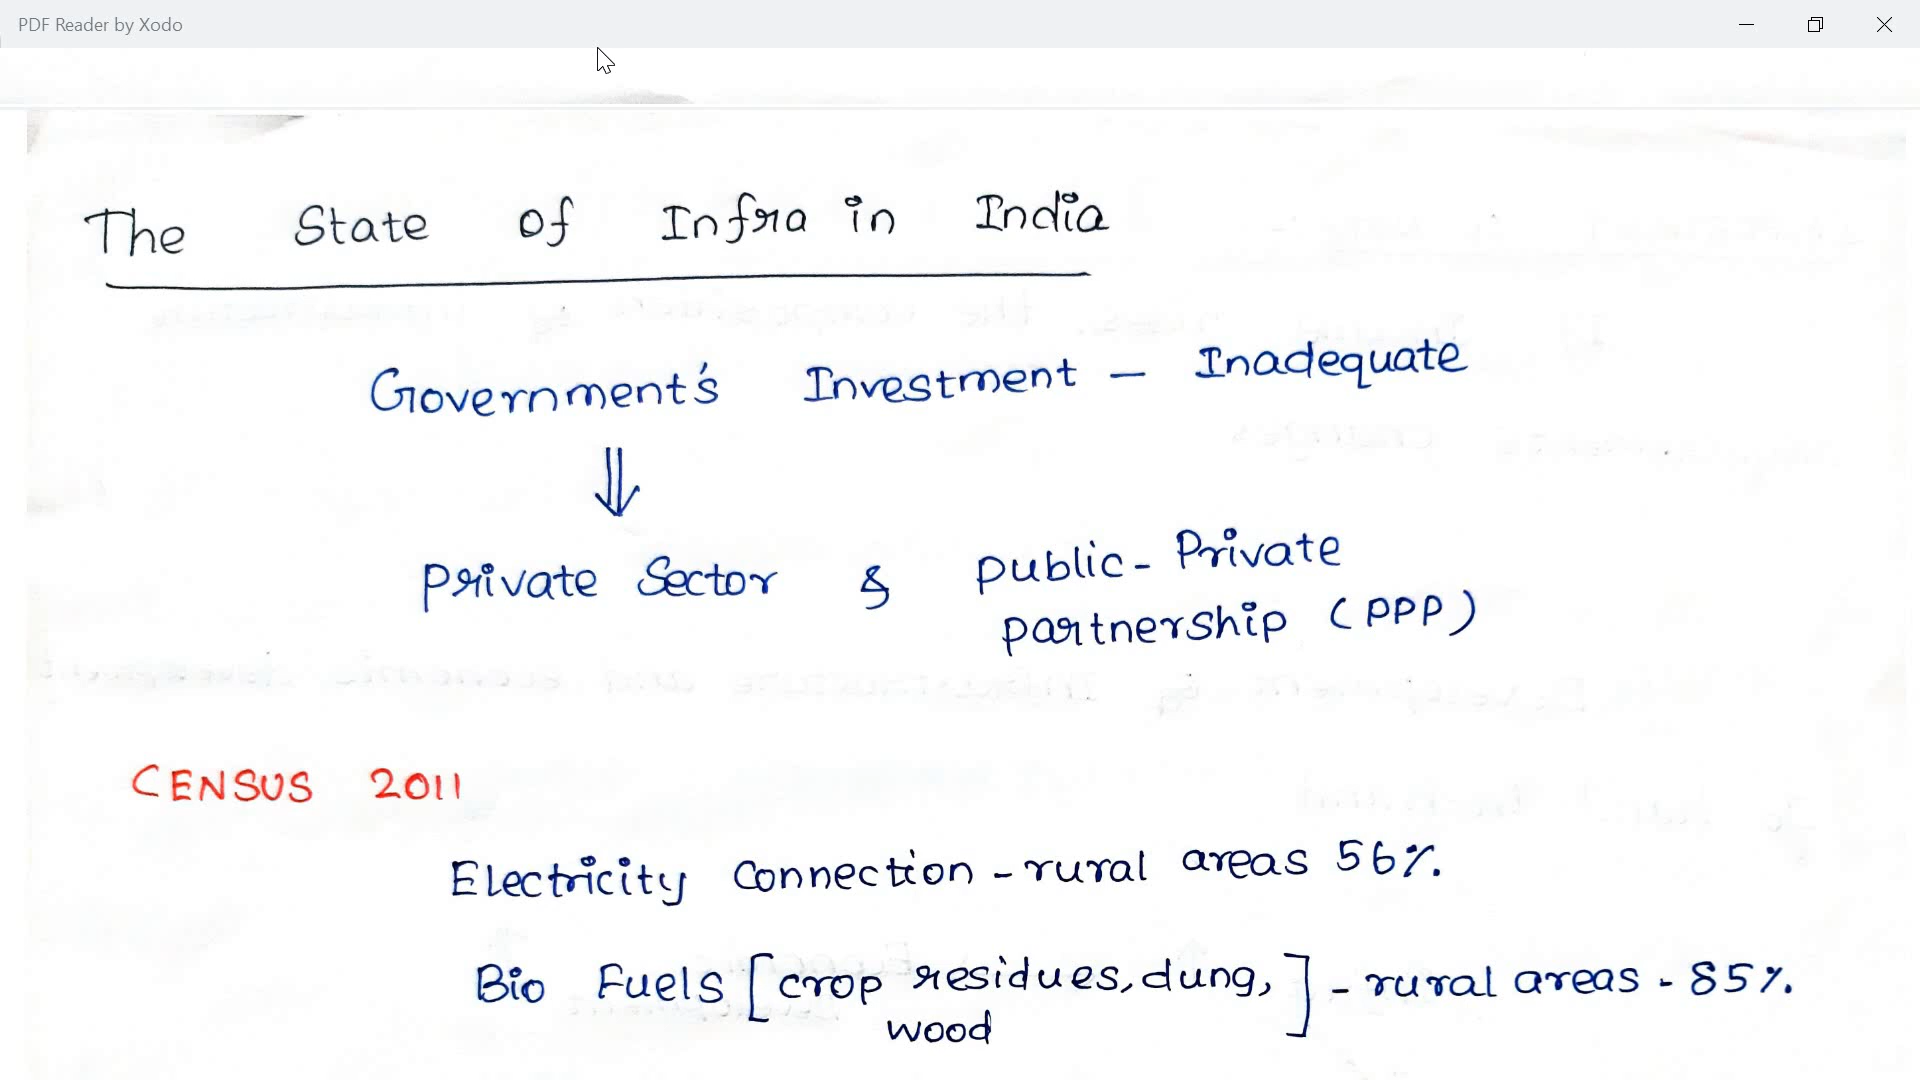 PDF Reader by Xodo
The State of Infra in India
Government's Investment - Inadequate
⇓
Private Sector & Public-Private
Partnership (PPP)
CENSUS 2011
Electricity Connection - rural areas 56%.
Bio Fuels [crop residues, dung,] - rural areas - 85%.
wood